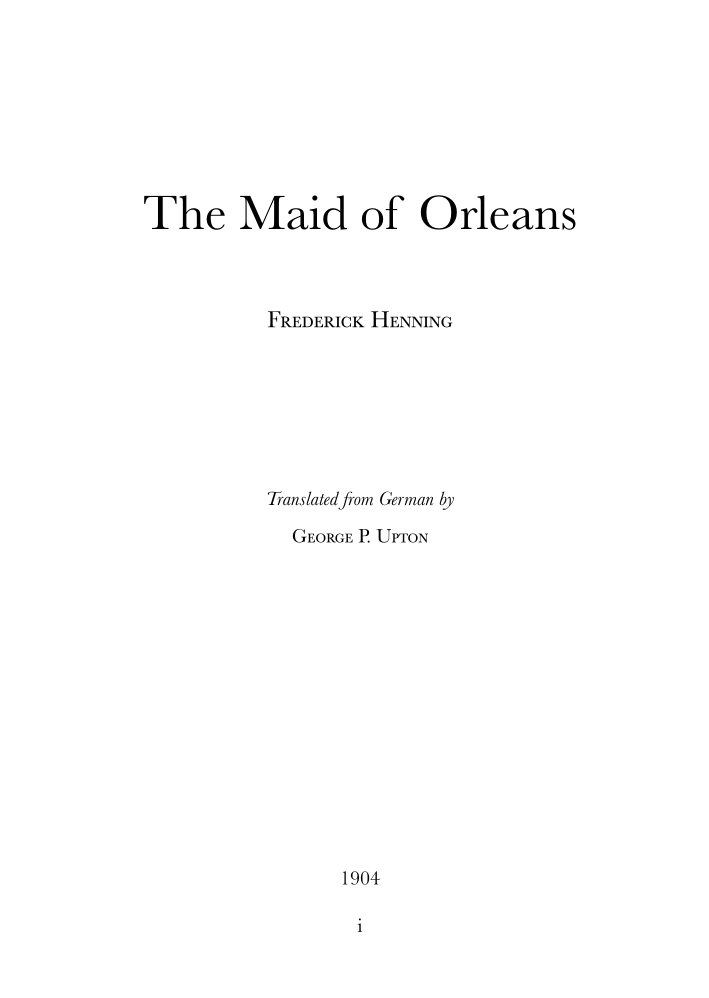 The Maid of Orleans
Frederick Henning
Translated from German by
George P. Upton
1904
i